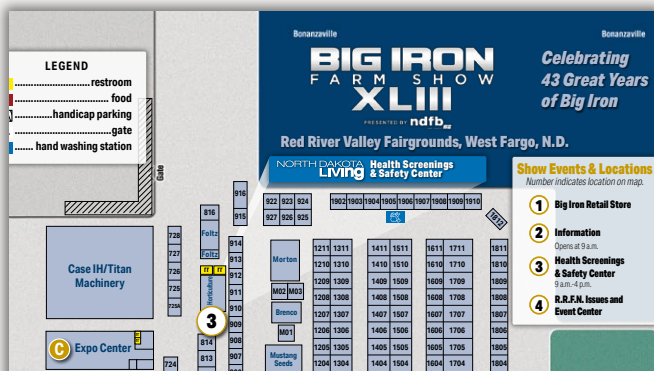 Bonanzaville
Bonanzaville
BIG IRON
FARM SHOW
XLIII
PRESENTED BY ndfb
Celebrating
43 Great Years
of Big Iron
Red River Valley Fairgrounds, West Fargo, N.D.
NORTH DAKOTA
LIVING
Health Screenings
& Safety Center
LEGEND
restroom
food
handicap parking
gate
hand washing station
Gate
Show Events & Locations
Number indicates location on map.
1 Big Iron Retail Store
2 Information
Opens at 9 a.m.
3 Health Screenings
& Safety Center
9 a.m.-4 p.m.
4 R.R.F.N. Issues and
Event Center
916
915
922 923 924
927 926 925
1902 1903 1904 1905 1906 1907 1908 1909 1910
1812
816
Foltz
Foltz
Horticulture
3
814
813
728
727
726
725
725A
724
Case IH/Titan
Machinery
C Expo Center
914
913
912
911
910
909
908
907
Morton
M02 M03
Brenco
M01
Mustang
Seeds
1211 1311 1411 1511 1611 1711 1811
1210 1310 1410 1510 1610 1710 1810
1209 1309 1409 1509 1609 1709 1809
1208 1308 1408 1508 1608 1708 1808
1207 1307 1407 1507 1607 1707 1807
1206 1306 1406 1506 1606 1706 1806
1205 1305 1405 1505 1605 1705 1805
1204 1304 1404 1504 1604 1704 1804